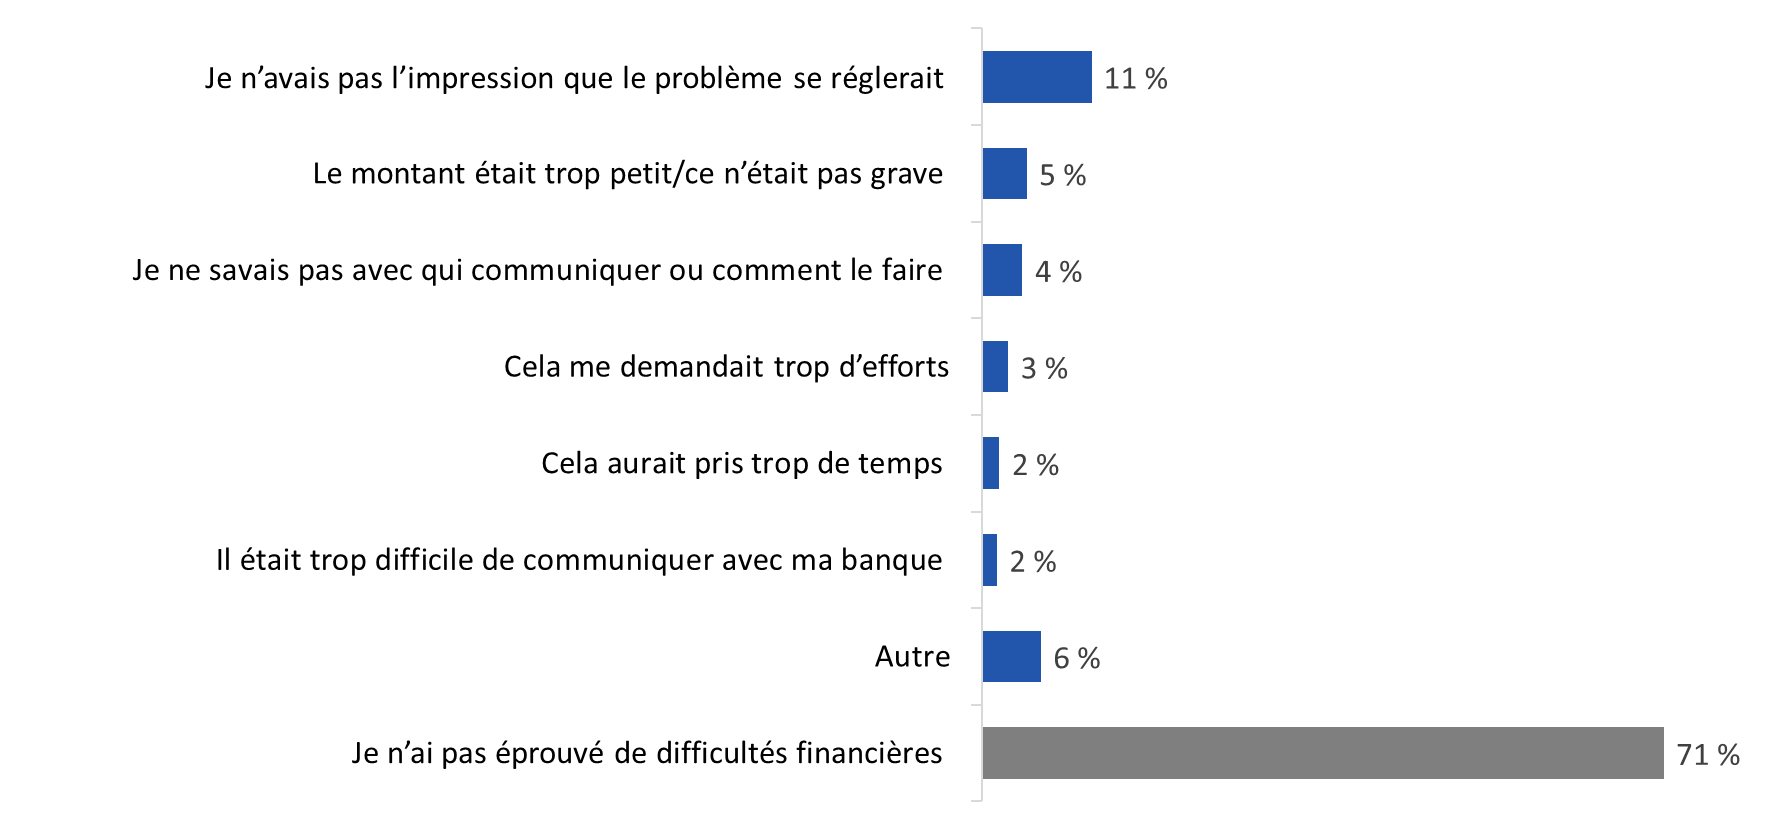 Je n’avais pas l’impression que le problème se réglerait 11 %
Le montant était trop petit/ce n’était pas grave 5 %
Je ne savais pas avec qui communiquer ou comment le faire 4 %
Cela me demandait trop d’efforts 3 %
Cela aurait pris trop de temps 2 %
Il était trop difficile de communiquer avec ma banque 2 %
Autre 6 %
Je n’ai pas éprouvé de difficultés financières 71 %